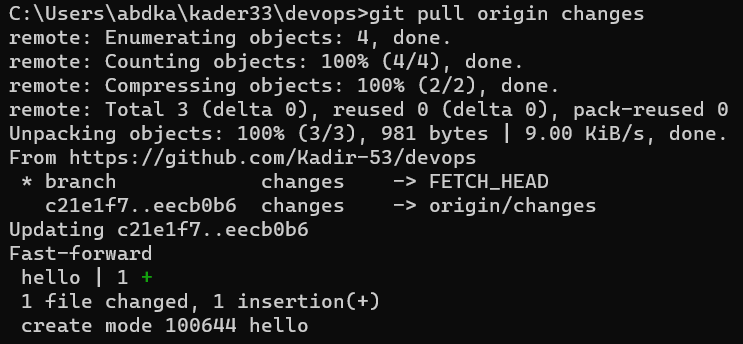 C:\Users\abdka\kader33\devops>git pull origin changes
remote: Enumerating objects: 4, done.
remote: Counting objects: 100% (4/4), done.
remote: Compressing objects: 100% (2/2), done.
remote: Total 3 (delta 0), reused 0 (delta 0), pack-reused 0
Unpacking objects: 100% (3/3), 981 bytes | 9.00 KiB/s, done.
From https://github.com/Kadir-53/devops
 * branch            changes    -> FETCH_HEAD
   c21e1f7..eecb0b6  changes    -> origin/changes
Updating c21e1f7..eecb0b6
Fast-forward
 hello | 1 +
 1 file changed, 1 insertion(+)
 create mode 100644 hello